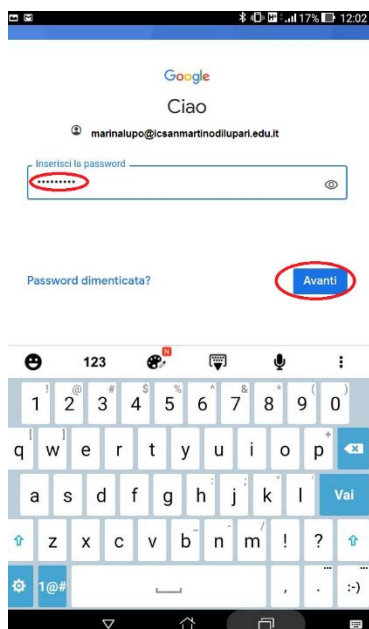 17% 12:02
Google
Ciao
marinalupo@icsanmartinodilupari.edu.it
Inserisci la password
•••••••••
Password dimenticata? Avanti
123 N
! @ # $ % ^ & * ( )
1 2 3 4 5 6 7 8 9 0
[ ] +
q w e r t y u i o p
a s d f g h j k l Vai
z x c v b n m ! ?
1@# , . :-)